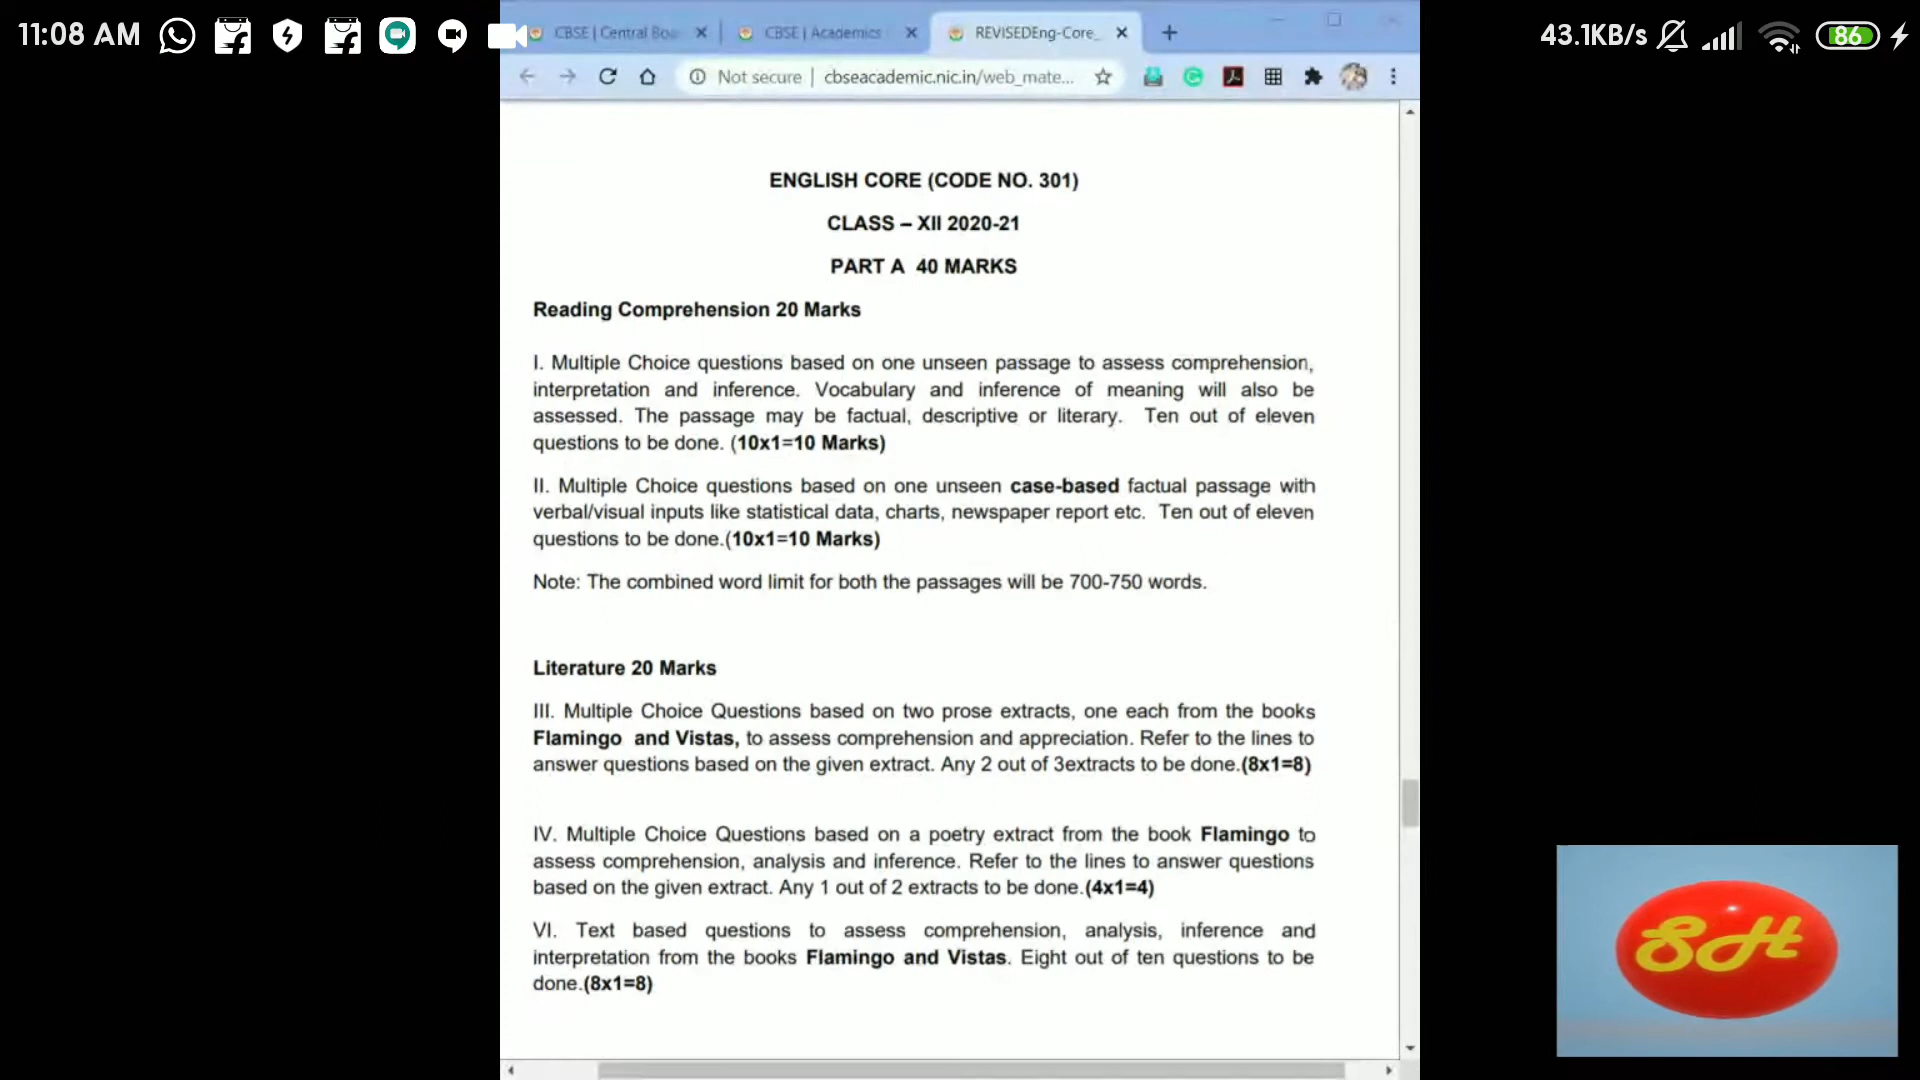 11:08 AM
43.1KB/s
86
CBSE | Central Boa
CBSE | Academics
REVISEDEng-Core_
Not secure | cbseacademic.nic.in/web_mate...
ENGLISH CORE (CODE NO. 301)
CLASS – XII 2020-21
PART A 40 MARKS
Reading Comprehension 20 Marks
I. Multiple Choice questions based on one unseen passage to assess comprehension,
interpretation and inference. Vocabulary and inference of meaning will also be
assessed. The passage may be factual, descriptive or literary. Ten out of eleven
questions to be done. (10x1=10 Marks)
II. Multiple Choice questions based on one unseen case-based factual passage with
verbal/visual inputs like statistical data, charts, newspaper report etc. Ten out of eleven
questions to be done.(10x1=10 Marks)
Note: The combined word limit for both the passages will be 700-750 words.
Literature 20 Marks
III. Multiple Choice Questions based on two prose extracts, one each from the books
Flamingo and Vistas, to assess comprehension and appreciation. Refer to the lines to
answer questions based on the given extract. Any 2 out of 3extracts to be done.(8x1=8)
IV. Multiple Choice Questions based on a poetry extract from the book Flamingo to
assess comprehension, analysis and inference. Refer to the lines to answer questions
based on the given extract. Any 1 out of 2 extracts to be done.(4x1=4)
VI. Text based questions to assess comprehension, analysis, inference and
interpretation from the books Flamingo and Vistas. Eight out of ten questions to be
done.(8x1=8)
SH